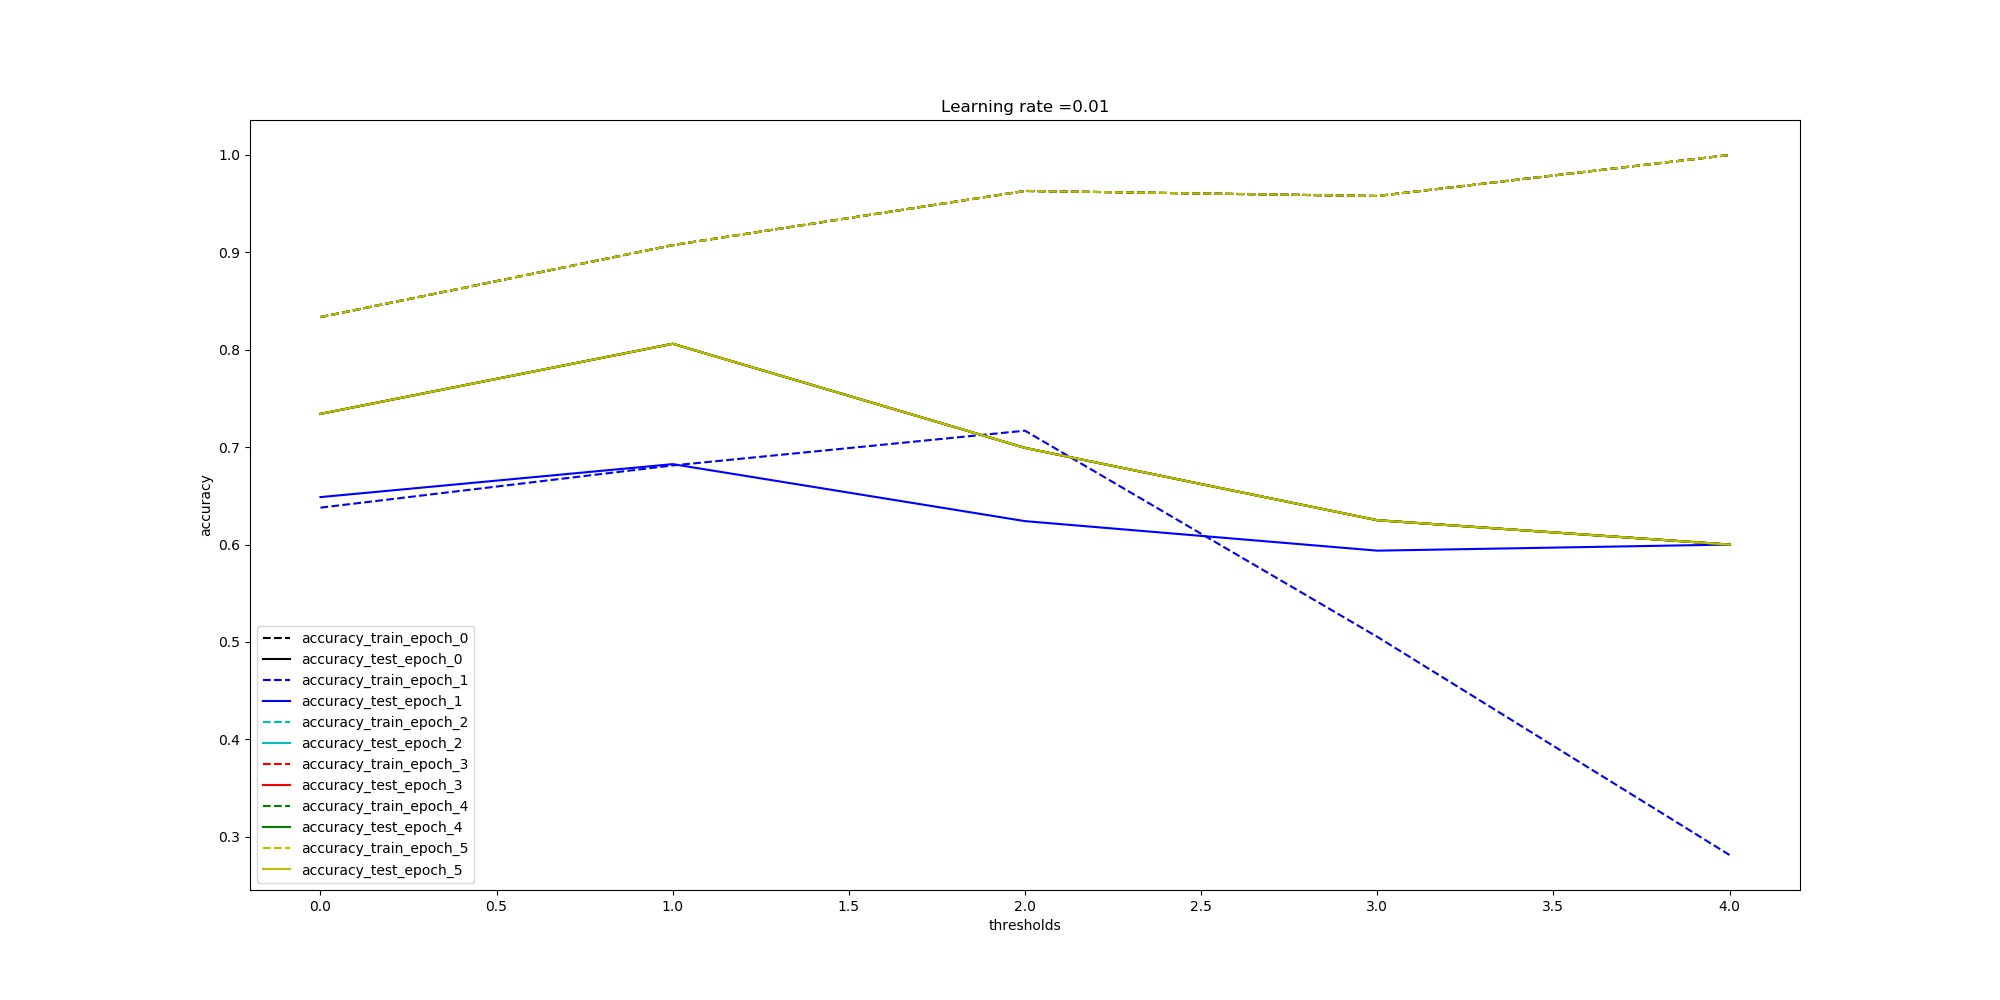 Learning rate =0.01
1.0
0.9
0.8
0.7
0.6
0.5
0.4
0.3
accuracy
accuracy_train_epoch_0
accuracy_test_epoch_0
accuracy_train_epoch_1
accuracy_test_epoch_1
accuracy_train_epoch_2
accuracy_test_epoch_2
accuracy_train_epoch_3
accuracy_test_epoch_3
accuracy_train_epoch_4
accuracy_test_epoch_4
accuracy_train_epoch_5
accuracy_test_epoch_5
0.0 0.5 1.0 1.5 2.0 2.5 3.0 3.5 4.0
thresholds